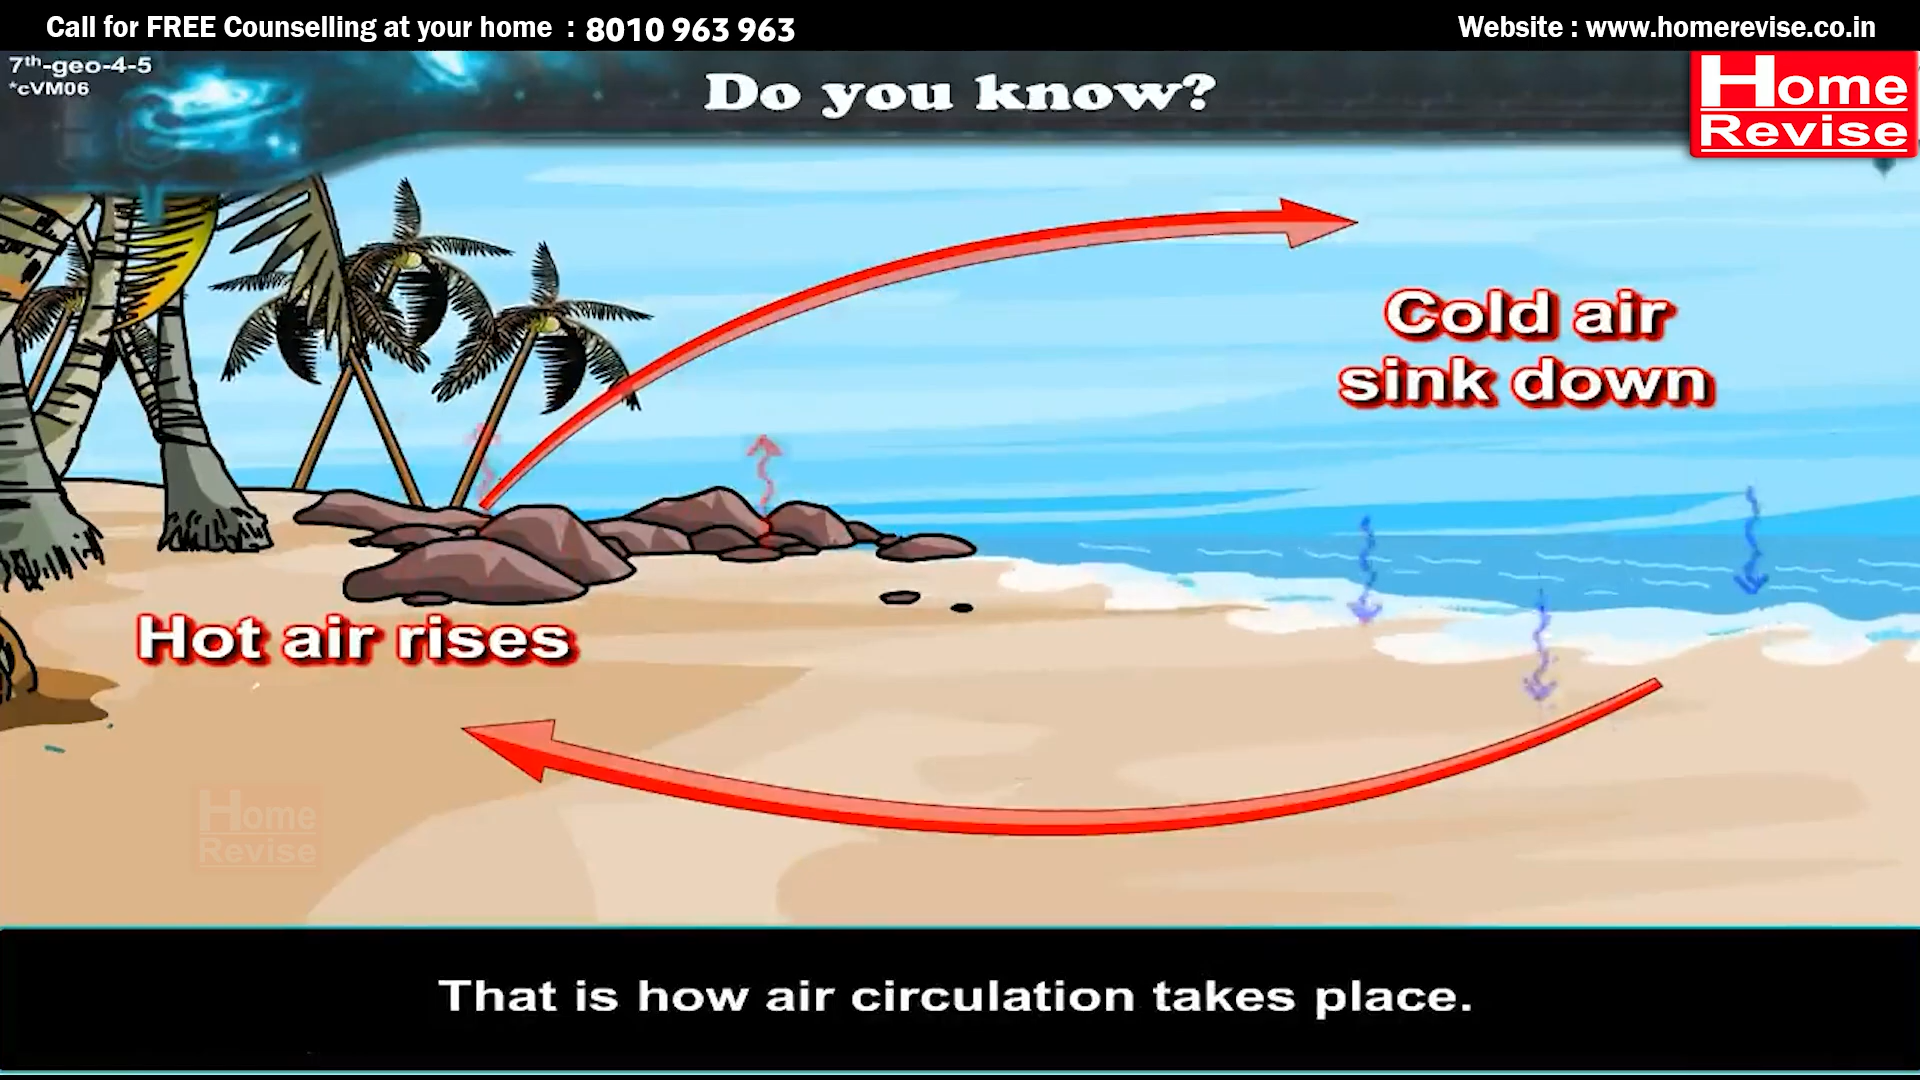 Call for FREE Counselling at your home : 8010 963 963
Website : www.homerevise.co.in
7th-geo-4-5
*cVM06
Do you know?
Home
Revise
Cold air
sink down
Hot air rises
Home
Revise
That is how air circulation takes place.